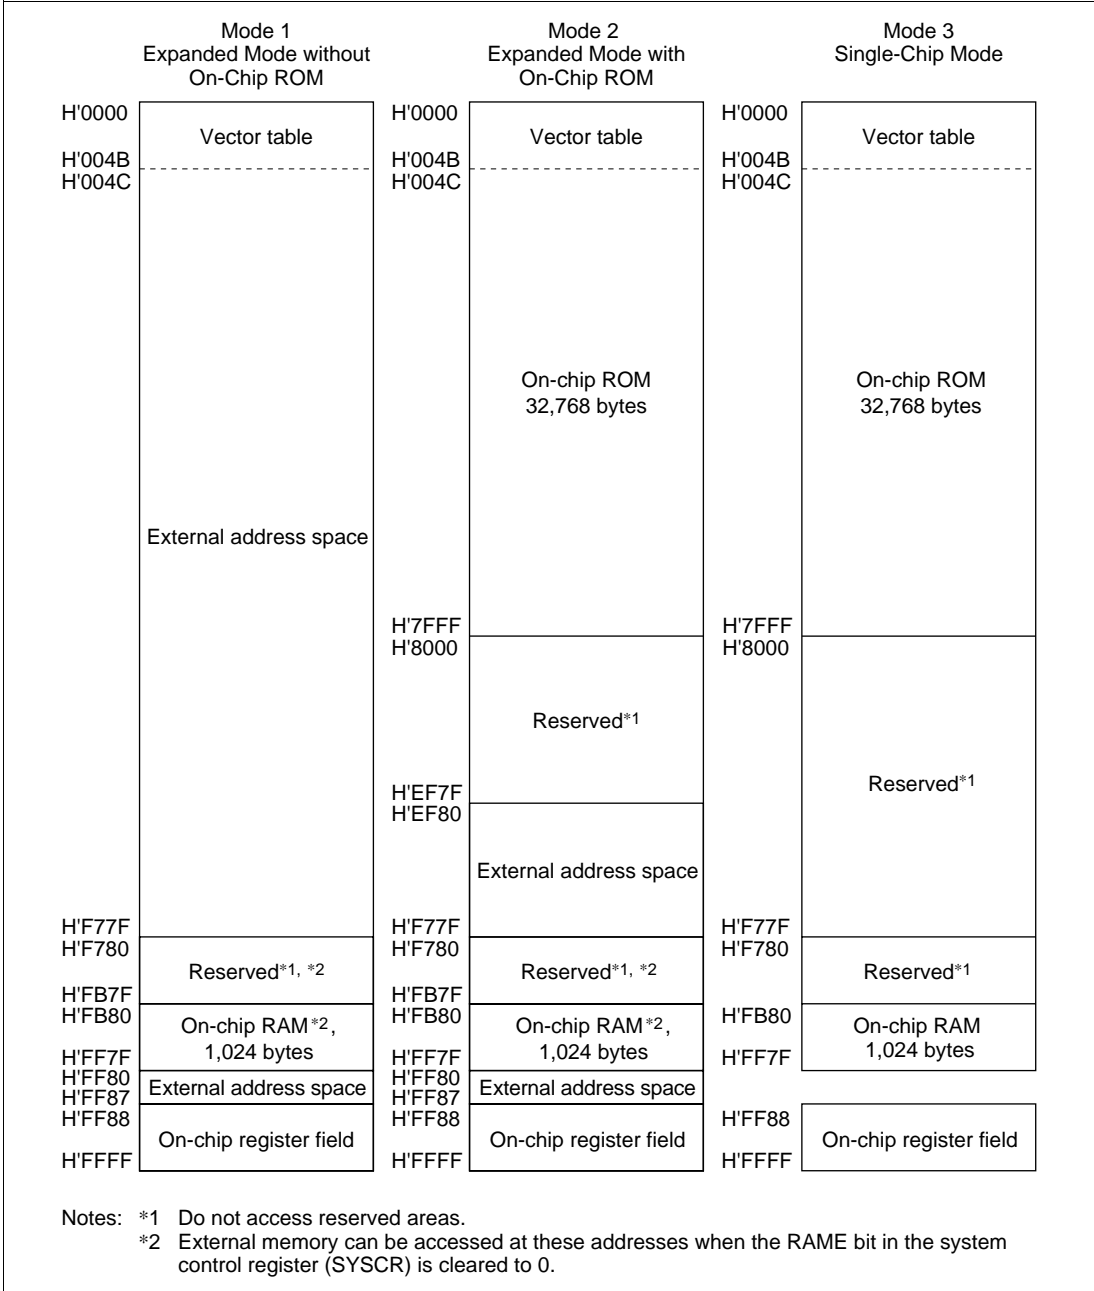 Mode 1
Expanded Mode without
On-Chip ROM
Mode 2
Expanded Mode with
On-Chip ROM
Mode 3
Single-Chip Mode
H'0000
Vector table
H'004B
H'004C
External address space
H'F77F
H'F780
Reserved*1, *2
H'FB7F
H'FB80
On-chip RAM*2,
1,024 bytes
H'FF7F
H'FF80
External address space
H'FF87
H'FF88
On-chip register field
H'FFFF
H'0000
Vector table
H'004B
H'004C
On-chip ROM
32,768 bytes
H'7FFF
H'8000
Reserved*1
H'EF7F
H'EF80
External address space
H'F77F
H'F780
Reserved*1, *2
H'FB7F
H'FB80
On-chip RAM*2,
1,024 bytes
H'FF7F
H'FF80
External address space
H'FF87
H'FF88
On-chip register field
H'FFFF
H'0000
Vector table
H'004B
H'004C
On-chip ROM
32,768 bytes
H'7FFF
H'8000
Reserved*1
H'F77F
H'F780
Reserved*1
H'FB80
On-chip RAM
1,024 bytes
H'FF7F
H'FF88
On-chip register field
H'FFFF
Notes: *1 Do not access reserved areas.
*2 External memory can be accessed at these addresses when the RAME bit in the system
control register (SYSCR) is cleared to 0.